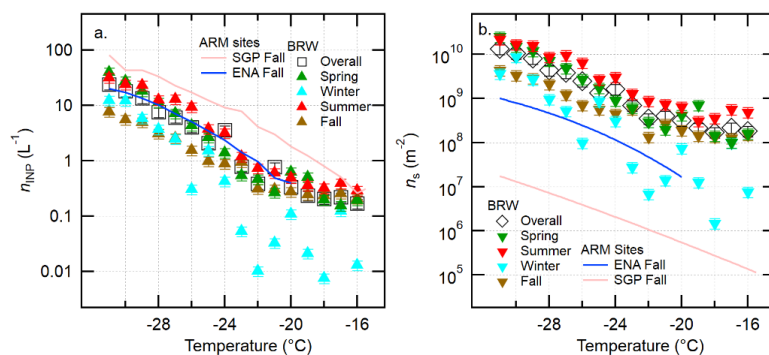 a.
ARM sites
SGP Fall
ENA Fall
BRW
Overall
Spring
Winter
Summer
Fall
100
10
1
0.1
0.01
nINP (L-1)
-28
-24
-20
-16
Temperature (°C)
b.
10^10
10^9
10^8
10^7
10^6
10^5
ns (m-2)
BRW
Overall
Spring
Summer
Winter
Fall
ARM Sites
ENA Fall
SGP Fall
-28
-24
-20
-16
Temperature (°C)